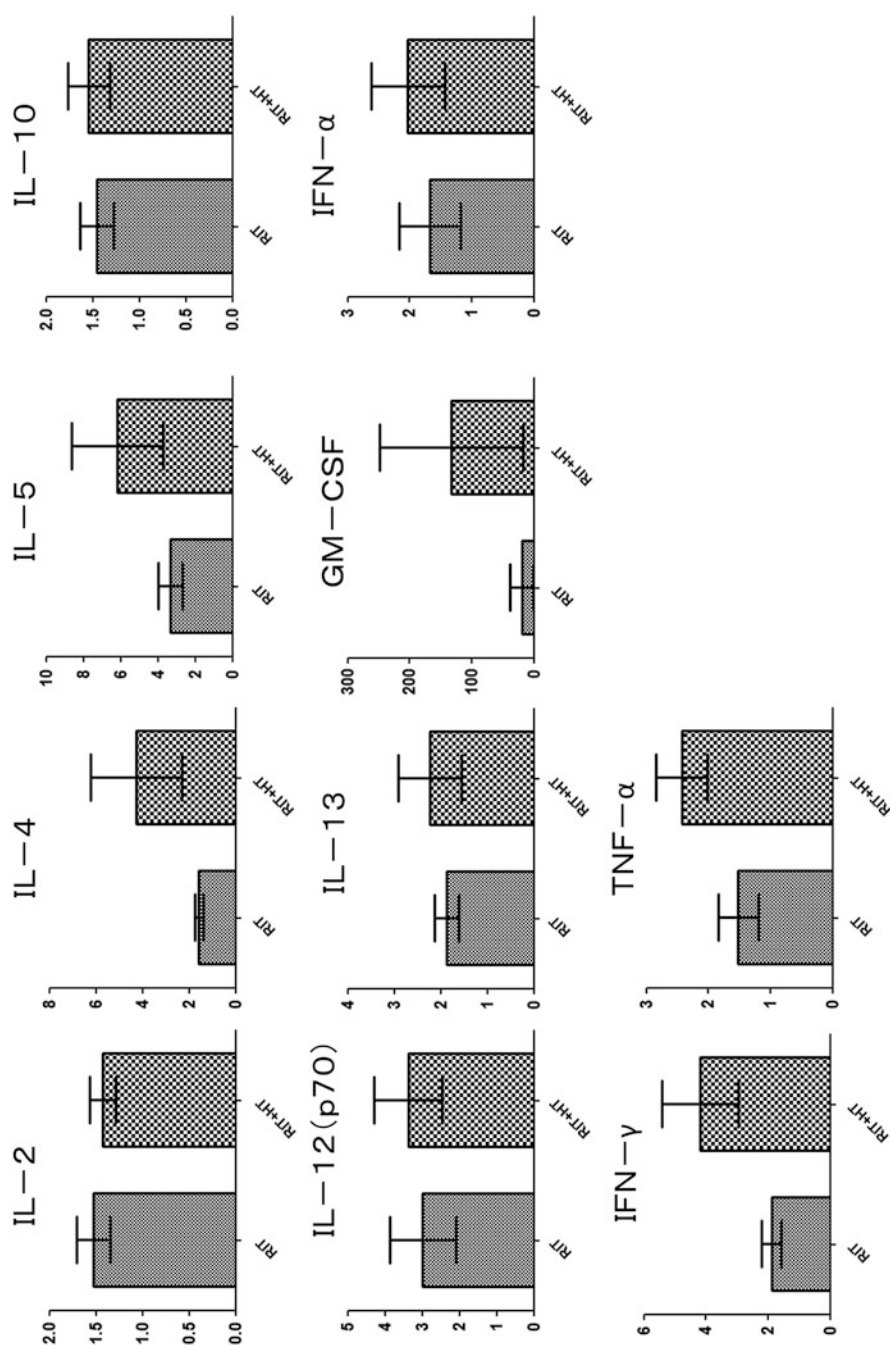 IL-2
2.0
1.5
1.0
0.5
0.0
RIT
RIT+HT
IL-4
8
6
4
2
0
RIT
RIT+HT
IL-5
10
8
6
4
2
0
RIT
RIT+HT
IL-10
2.0
1.5
1.0
0.5
0.0
RIT
RIT+HT
IL-12(p70)
5
4
3
2
1
0
RIT
RIT+HT
IL-13
4
3
2
1
0
RIT
RIT+HT
GM-CSF
300
200
100
0
RIT
RIT+HT
IFN-α
3
2
1
0
RIT
RIT+HT
IFN-γ
6
4
2
0
RIT
RIT+HT
TNF-α
3
2
1
0
RIT
RIT+HT